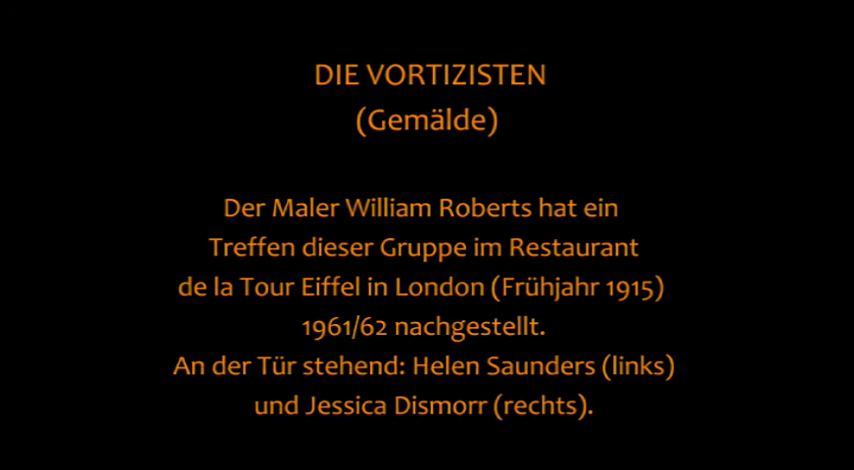 DIE VORTIZISTEN
(Gemälde)
Der Maler William Roberts hat ein
Treffen dieser Gruppe im Restaurant
de la Tour Eiffel in London (Frühjahr 1915)
1961/62 nachgestellt.
An der Tür stehend: Helen Saunders (links)
und Jessica Dismorr (rechts).